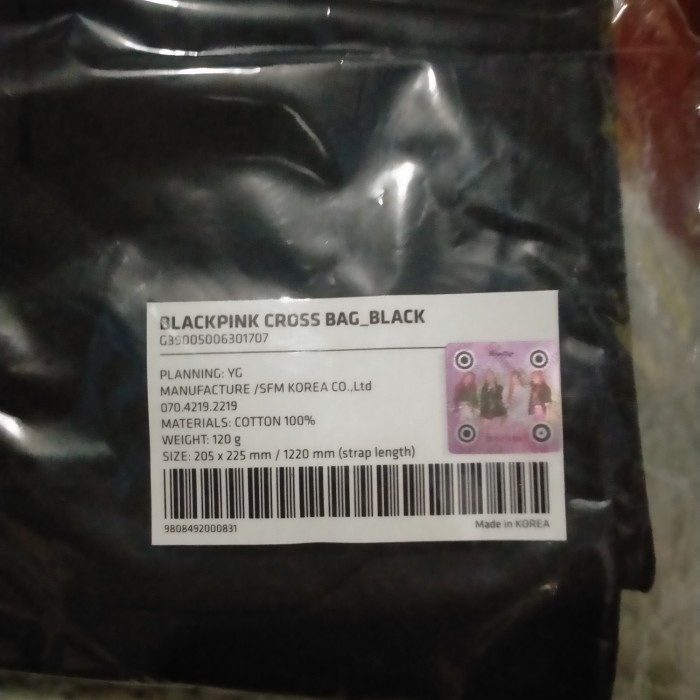 BLACKPINK CROSS BAG_BLACK
G39005006301707
PLANNING: YG
MANUFACTURE /SFM KOREA CO.,Ltd
070.4219.2219
MATERIALS: COTTON 100%
WEIGHT: 120 g
SIZE: 205 x 225 mm / 1220 mm (strap length)
9808492000831
Made in KOREA